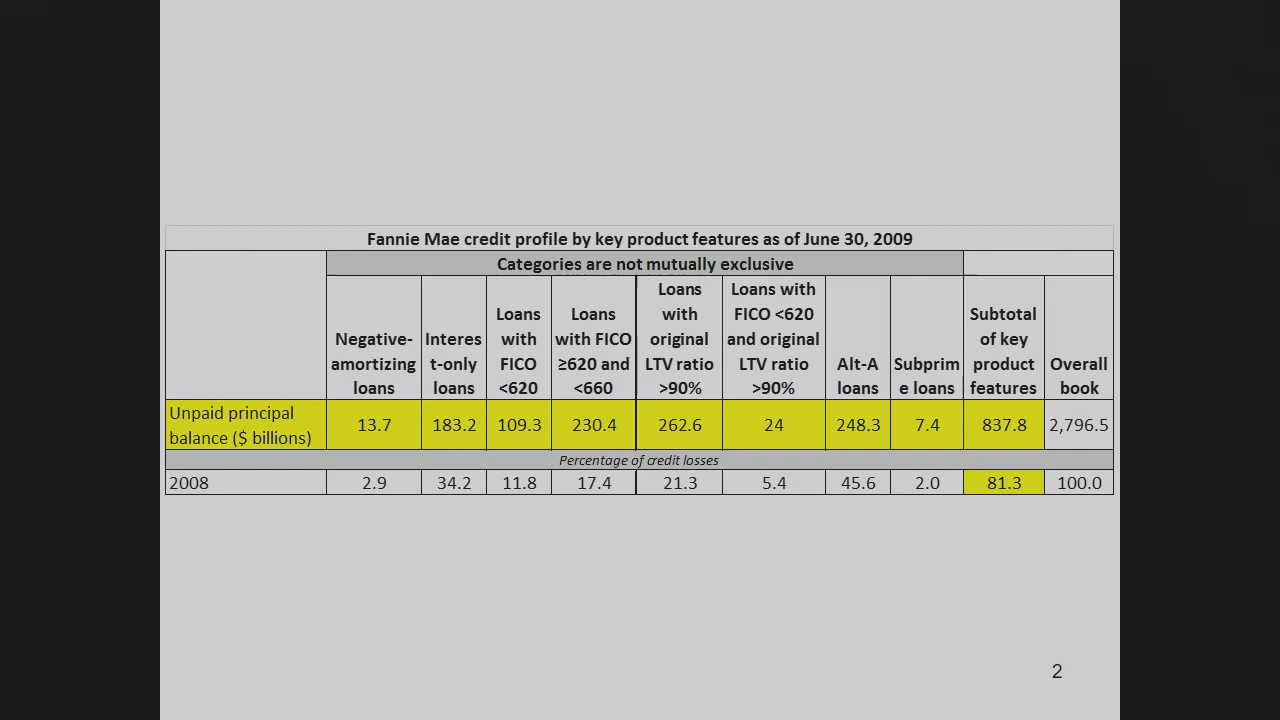 Fannie Mae credit profile by key product features as of June 30, 2009
Categories are not mutually exclusive
Negative-
amortizing
loans
Interes
t-only
loans
Loans
with
FICO
<620
Loans
with FICO
≥620 and
<660
Loans
with
original
LTV ratio
>90%
Loans with
FICO <620
and original
LTV ratio
>90%
Alt-A
loans
Subprim
e loans
Subtotal
of key
product
features
Overall
book
Unpaid principal
balance ($ billions)
13.7 183.2 109.3 230.4 262.6 24 248.3 7.4 837.8 2,796.5
Percentage of credit losses
2008 2.9 34.2 11.8 17.4 21.3 5.4 45.6 2.0 81.3 100.0
2